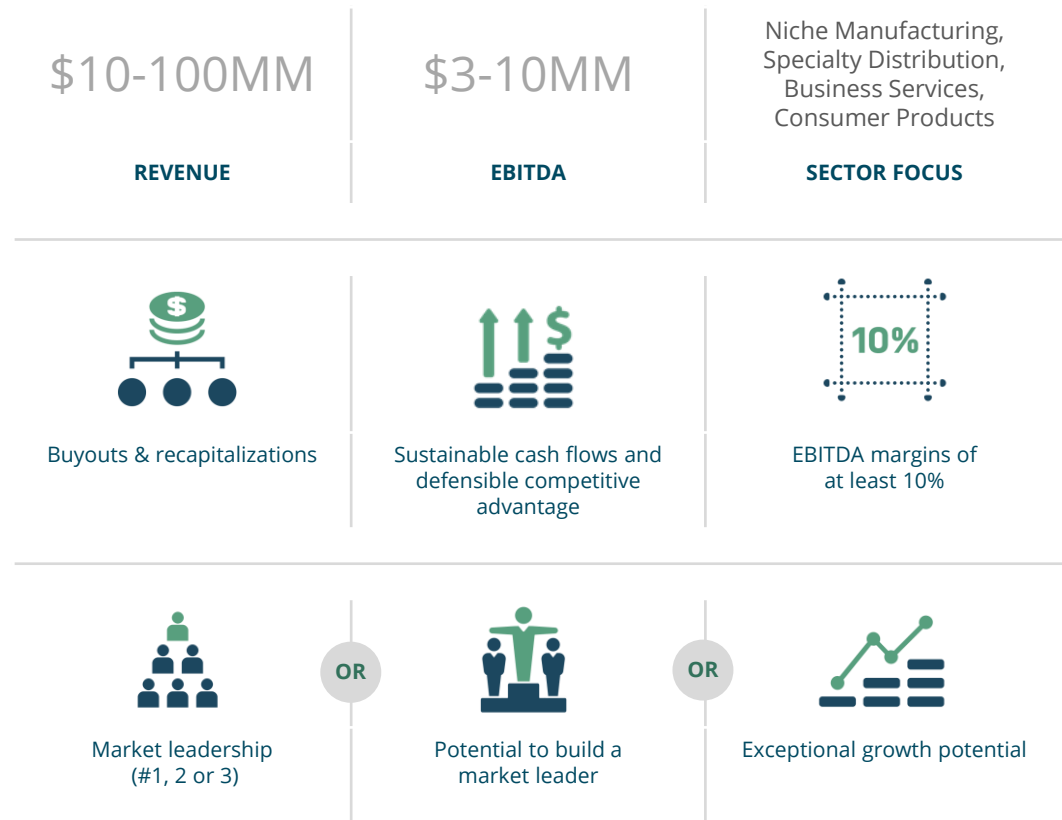 $10-100MM
REVENUE
$3-10MM
EBITDA
Niche Manufacturing,
Specialty Distribution,
Business Services,
Consumer Products
SECTOR FOCUS
$
Buyouts & recapitalizations
$
Sustainable cash flows and
defensible competitive
advantage
10%
EBITDA margins of
at least 10%
Market leadership
(#1, 2 or 3)
OR
Potential to build a
market leader
OR
Exceptional growth potential